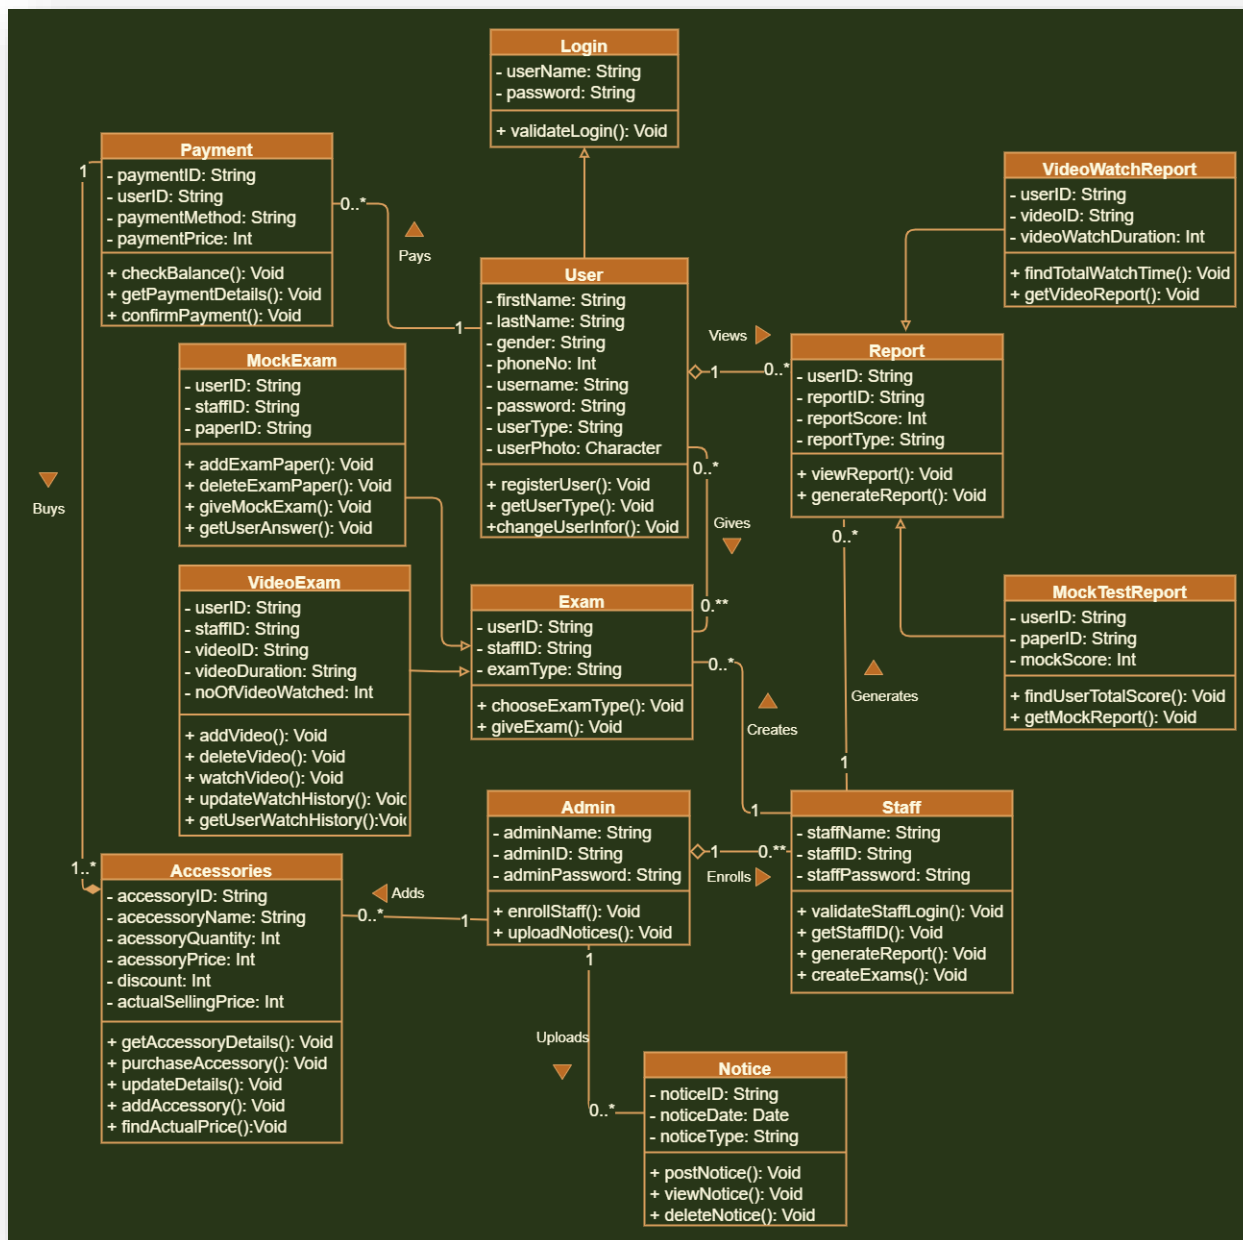 Login
- userName: String
- password: String
+ validateLogin(): Void
Payment
- paymentID: String
- userID: String
- paymentMethod: String
- paymentPrice: Int
+ checkBalance(): Void
+ getPaymentDetails(): Void
+ confirmPayment(): Void
1
0..*
Pays
1
VideoWatchReport
- userID: String
- videoID: String
- videoWatchDuration: Int
+ findTotalWatchTime(): Void
+ getVideoReport(): Void
User
- firstName: String
- lastName: String
- gender: String
- phoneNo: Int
- username: String
- password: String
- userType: String
- userPhoto: Character
+ registerUser(): Void
+ getUserType(): Void
+changeUserInfor(): Void
Views
1
0..*
Report
- userID: String
- reportID: String
- reportScore: Int
- reportType: String
+ viewReport(): Void
+ generateReport(): Void
MockExam
- userID: String
- staffID: String
- paperID: String
+ addExamPaper(): Void
+ deleteExamPaper(): Void
+ giveMockExam(): Void
+ getUserAnswer(): Void
Buys
0..*
Gives
0..**
0..*
Generates
1
VideoExam
- userID: String
- staffID: String
- videoID: String
- videoDuration: String
- noOfVideoWatched: Int
+ addVideo(): Void
+ deleteVideo(): Void
+ watchVideo(): Void
+ updateWatchHistory(): Voic
+ getUserWatchHistory():Voi
Exam
- userID: String
- staffID: String
- examType: String
+ chooseExamType(): Void
+ giveExam(): Void
0..*
Creates
1
MockTestReport
- userID: String
- paperID: String
- mockScore: Int
+ findUserTotalScore(): Void
+ getMockReport(): Void
Admin
- adminName: String
- adminID: String
- adminPassword: String
+ enrollStaff(): Void
+ uploadNotices(): Void
1
0..**
Enrolls
Staff
- staffName: String
- staffID: String
- staffPassword: String
+ validateStaffLogin(): Void
+ getStaffID(): Void
+ generateReport(): Void
+ createExams(): Void
1..*
Accessories
- accessoryID: String
- acecessoryName: String
- acessoryQuantity: Int
- acessoryPrice: Int
- discount: Int
- actualSellingPrice: Int
+ getAccessoryDetails(): Void
+ purchaseAccessory(): Void
+ updateDetails(): Void
+ addAccessory(): Void
+ findActualPrice():Void
Adds
0..*
1
1
Uploads
0..*
Notice
- noticeID: String
- noticeDate: Date
- noticeType: String
+ postNotice(): Void
+ viewNotice(): Void
+ deleteNotice(): Void